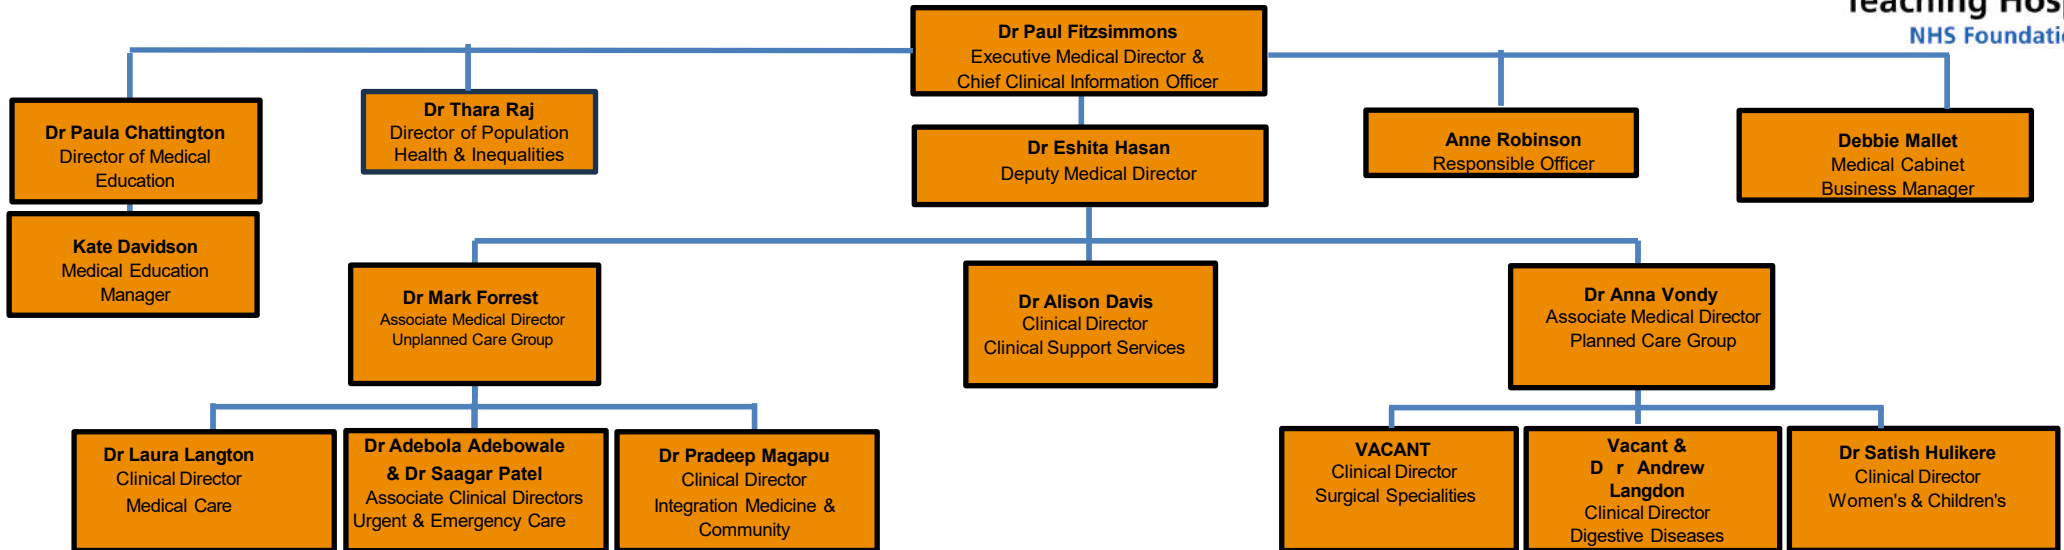 Teaching Hosp
NHS Foundatio
Dr Paul Fitzsimmons
Executive Medical Director &
Chief Clinical Information Officer
Dr Paula Chattington
Director of Medical
Education
Dr Thara Raj
Director of Population
Health & Inequalities
Dr Eshita Hasan
Deputy Medical Director
Anne Robinson
Responsible Officer
Debbie Mallet
Medical Cabinet
Business Manager
Kate Davidson
Medical Education
Manager
Dr Mark Forrest
Associate Medical Director
Unplanned Care Group
Dr Alison Davis
Clinical Director
Clinical Support Services
Dr Anna Vondy
Associate Medical Director
Planned Care Group
Dr Laura Langton
Clinical Director
Medical Care
Dr Adebola Adebowale
& Dr Saagar Patel
Associate Clinical Directors
Urgent & Emergency Care
Dr Pradeep Magapu
Clinical Director
Integration Medicine &
Community
VACANT
Clinical Director
Surgical Specialities
Vacant &
D r Andrew
Langdon
Clinical Director
Digestive Diseases
Dr Satish Hulikere
Clinical Director
Women's & Children's